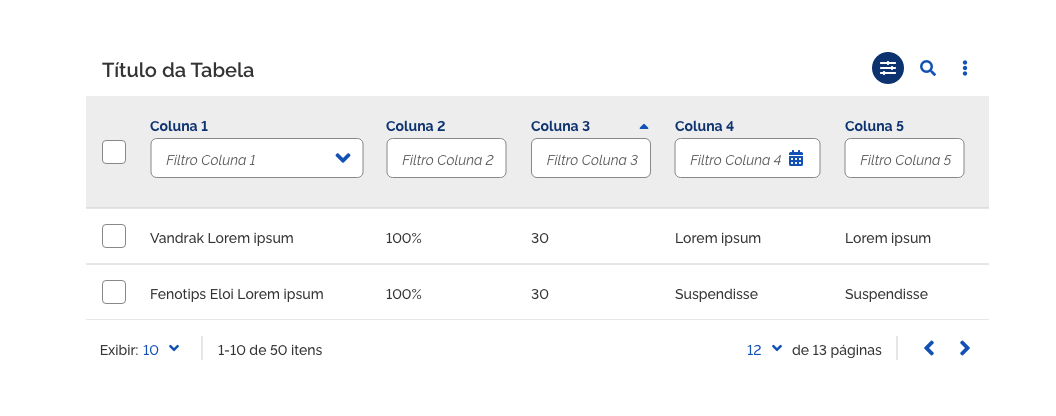 Título da Tabela
Coluna 1 Coluna 2 Coluna 3 Coluna 4 Coluna 5
Filtro Coluna 1 Filtro Coluna 2 Filtro Coluna 3 Filtro Coluna 4 Filtro Coluna 5
Vandrak Lorem ipsum 100% 30 Lorem ipsum Lorem ipsum
Fenotips Eloi Lorem ipsum 100% 30 Suspendisse Suspendisse
Exibir: 10 1-10 de 50 itens 12 de 13 páginas